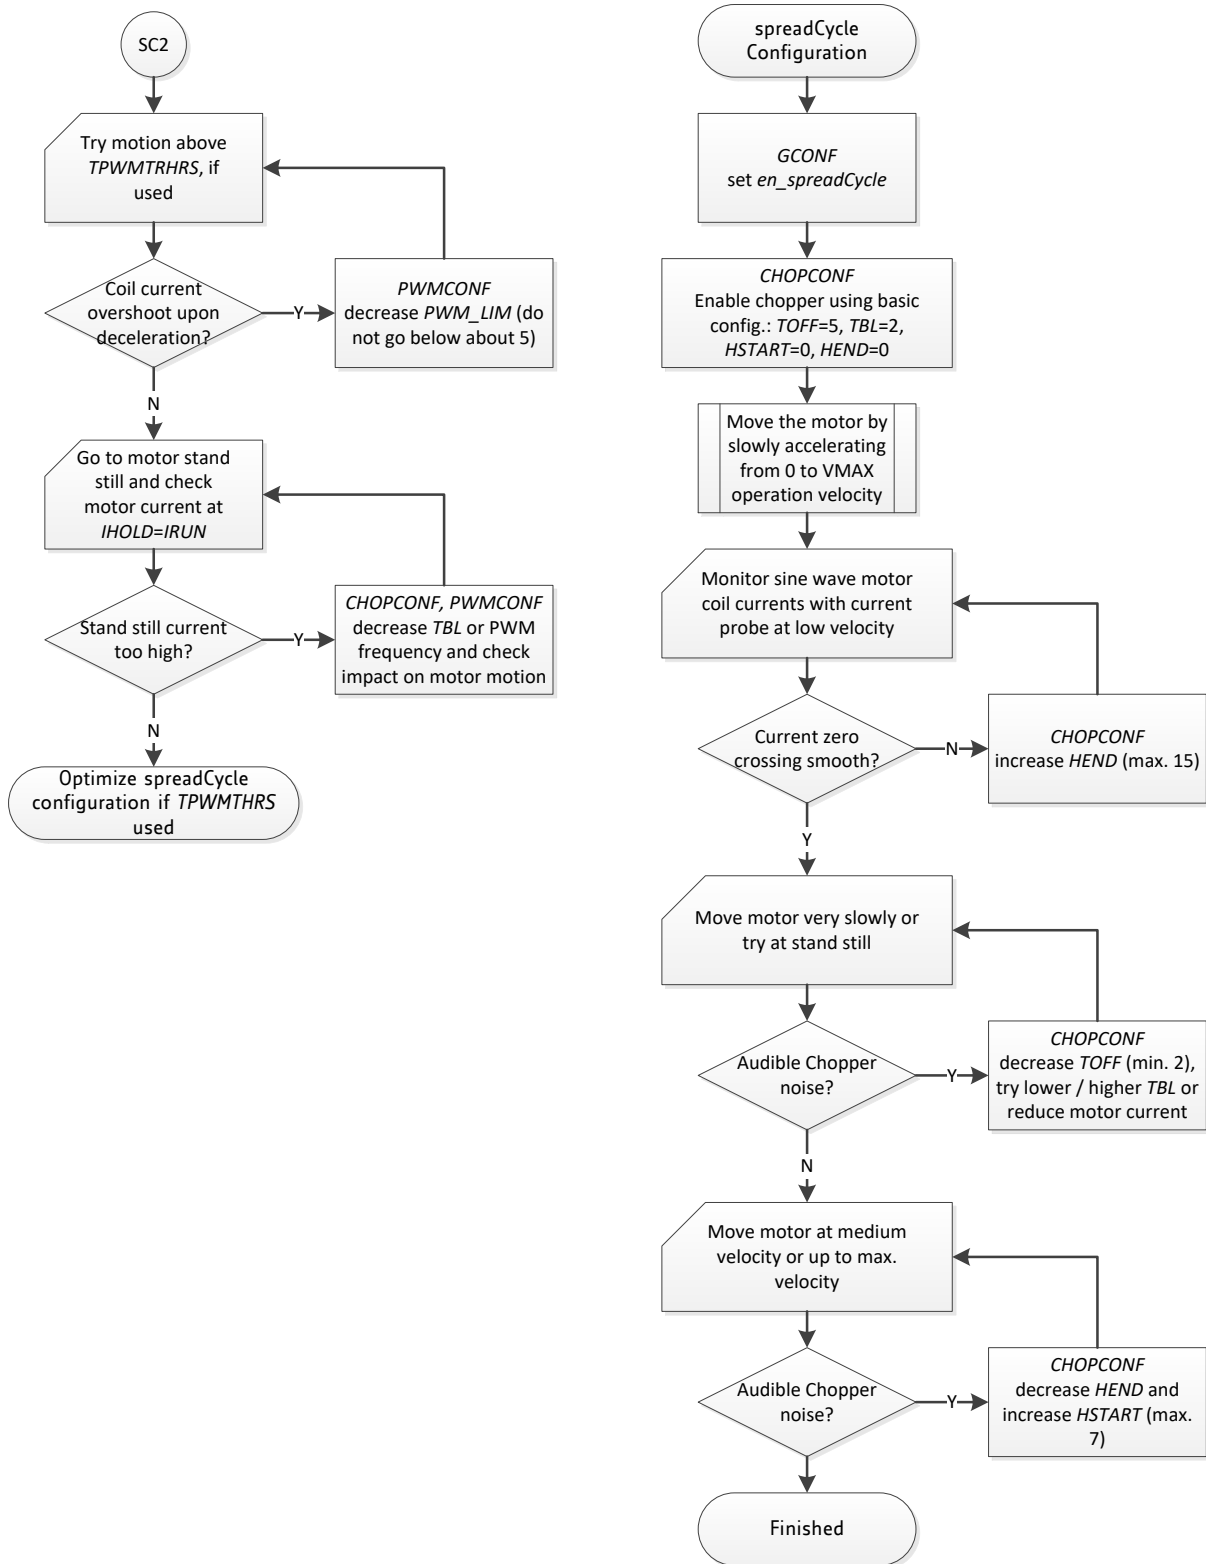 SC2
Try motion above
TPWMTRHRS, if
used
Coil current
overshoot upon
deceleration?
Y
PWMCONF
decrease PWM_LIM (do
not go below about 5)
N
Go to motor stand
still and check
motor current at
IHOLD=IRUN
Stand still current
too high?
Y
CHOPCONF, PWMCONF
decrease TBL or PWM
frequency and check
impact on motor motion
N
Optimize spreadCycle
configuration if TPWMTHRS
used
spreadCycle
Configuration
GCONF
set en_spreadCycle
CHOPCONF
Enable chopper using basic
config.: TOFF=5, TBL=2,
HSTART=0, HEND=0
Move the motor by
slowly accelerating
from 0 to VMAX
operation velocity
Monitor sine wave motor
coil currents with current
probe at low velocity
Current zero
crossing smooth?
N
CHOPCONF
increase HEND (max. 15)
Y
Move motor very slowly or
try at stand still
Audible Chopper
noise?
Y
CHOPCONF
decrease TOFF (min. 2),
try lower / higher TBL or
reduce motor current
N
Move motor at medium
velocity or up to max.
velocity
Audible Chopper
noise?
Y
CHOPCONF
decrease HEND and
increase HSTART (max.
7)
Finished